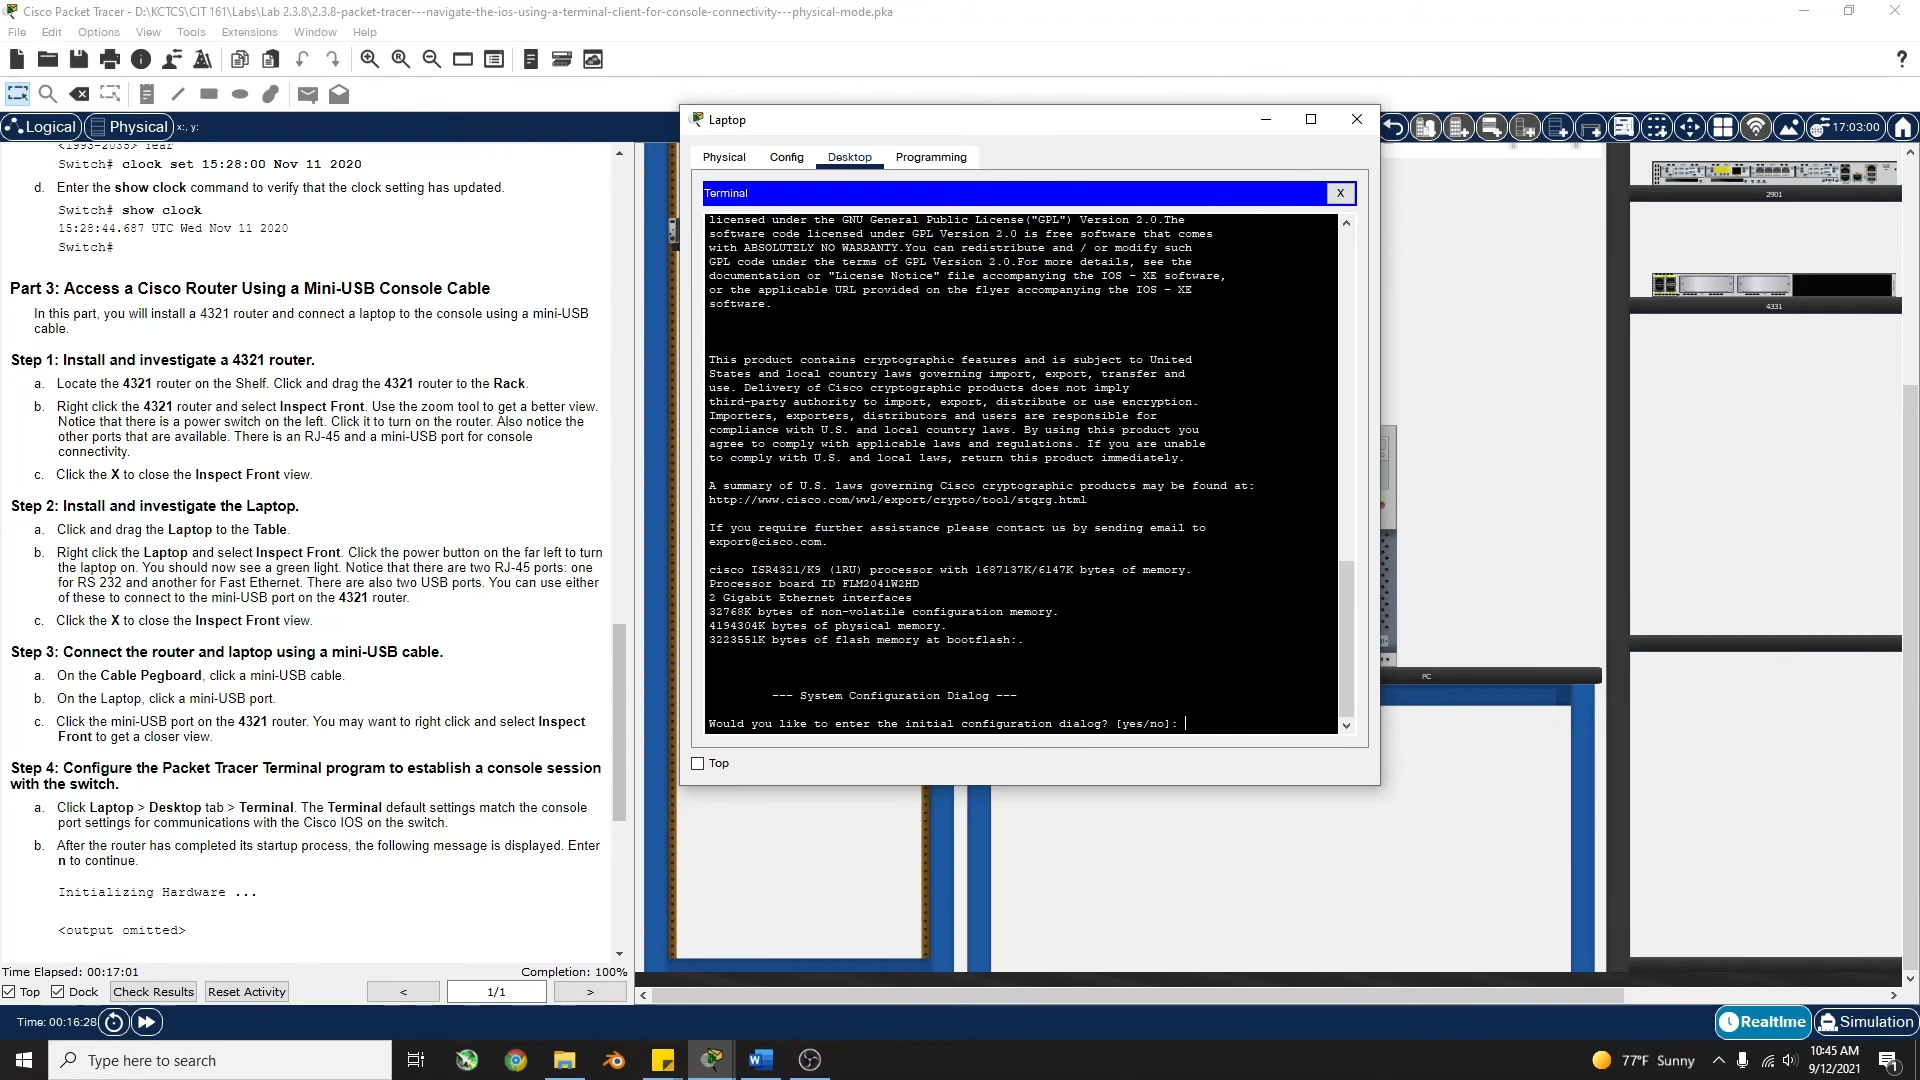 Cisco Packet Tracer - D:\KCTCS\CIT 161\Labs\Lab 2.3.8\2.3.8-packet-tracer---navigate-the-ios-using-a-terminal-client-for-console-connectivity---physical-mode.pka
File Edit Options View Tools Extensions Window Help
Logical Physical x:, y:
17:03:00
<1993-2035> Year
Switch# clock set 15:28:00 Nov 11 2020
d. Enter the show clock command to verify that the clock setting has updated.
Switch# show clock
15:28:44.687 UTC Wed Nov 11 2020
Switch#
Part 3: Access a Cisco Router Using a Mini-USB Console Cable
In this part, you will install a 4321 router and connect a laptop to the console using a mini-USB
cable.
Step 1: Install and investigate a 4321 router.
a. Locate the 4321 router on the Shelf. Click and drag the 4321 router to the Rack.
b. Right click the 4321 router and select Inspect Front. Use the zoom tool to get a better view.
Notice that there is a power switch on the left. Click it to turn on the router. Also notice the
other ports that are available. There is an RJ-45 and a mini-USB port for console
connectivity.
c. Click the X to close the Inspect Front view.
Step 2: Install and investigate the Laptop.
a. Click and drag the Laptop to the Table.
b. Right click the Laptop and select Inspect Front. Click the power button on the far left to turn
the laptop on. You should now see a green light. Notice that there are two RJ-45 ports: one
for RS 232 and another for Fast Ethernet. There are also two USB ports. You can use either
of these to connect to the mini-USB port on the 4321 router.
c. Click the X to close the Inspect Front view.
Step 3: Connect the router and laptop using a mini-USB cable.
a. On the Cable Pegboard, click a mini-USB cable.
b. On the Laptop, click a mini-USB port.
c. Click the mini-USB port on the 4321 router. You may want to right click and select Inspect
Front to get a closer view.
Step 4: Configure the Packet Tracer Terminal program to establish a console session
with the switch.
a. Click Laptop > Desktop tab > Terminal. The Terminal default settings match the console
port settings for communications with the Cisco IOS on the switch.
b. After the router has completed its startup process, the following message is displayed. Enter
n to continue.
Initializing Hardware ...
<output omitted>
Time Elapsed: 00:17:01 Completion: 100%
Top Dock Check Results Reset Activity < 1/1 >
Laptop
Physical Config Desktop Programming
Terminal X
licensed under the GNU General Public License("GPL") Version 2.0.The
software code licensed under GPL Version 2.0 is free software that comes
with ABSOLUTELY NO WARRANTY.You can redistribute and / or modify such
GPL code under the terms of GPL Version 2.0.For more details, see the
documentation or "License Notice" file accompanying the IOS - XE software,
or the applicable URL provided on the flyer accompanying the IOS - XE
software.
This product contains cryptographic features and is subject to United
States and local country laws governing import, export, transfer and
use. Delivery of Cisco cryptographic products does not imply
third-party authority to import, export, distribute or use encryption.
Importers, exporters, distributors and users are responsible for
compliance with U.S. and local country laws. By using this product you
agree to comply with applicable laws and regulations. If you are unable
to comply with U.S. and local laws, return this product immediately.
A summary of U.S. laws governing Cisco cryptographic products may be found at:
http://www.cisco.com/wwl/export/crypto/tool/stqrg.html
If you require further assistance please contact us by sending email to
export@cisco.com.
cisco ISR4321/K9 (1RU) processor with 1687137K/6147K bytes of memory.
Processor board ID FLM2041W2HD
2 Gigabit Ethernet interfaces
32768K bytes of non-volatile configuration memory.
4194304K bytes of physical memory.
3223551K bytes of flash memory at bootflash:.
--- System Configuration Dialog ---
Would you like to enter the initial configuration dialog? [yes/no]:
Top
2901
4331
PC
Time: 00:16:28
Realtime Simulation
Type here to search
77°F Sunny
10:45 AM
9/12/2021
1